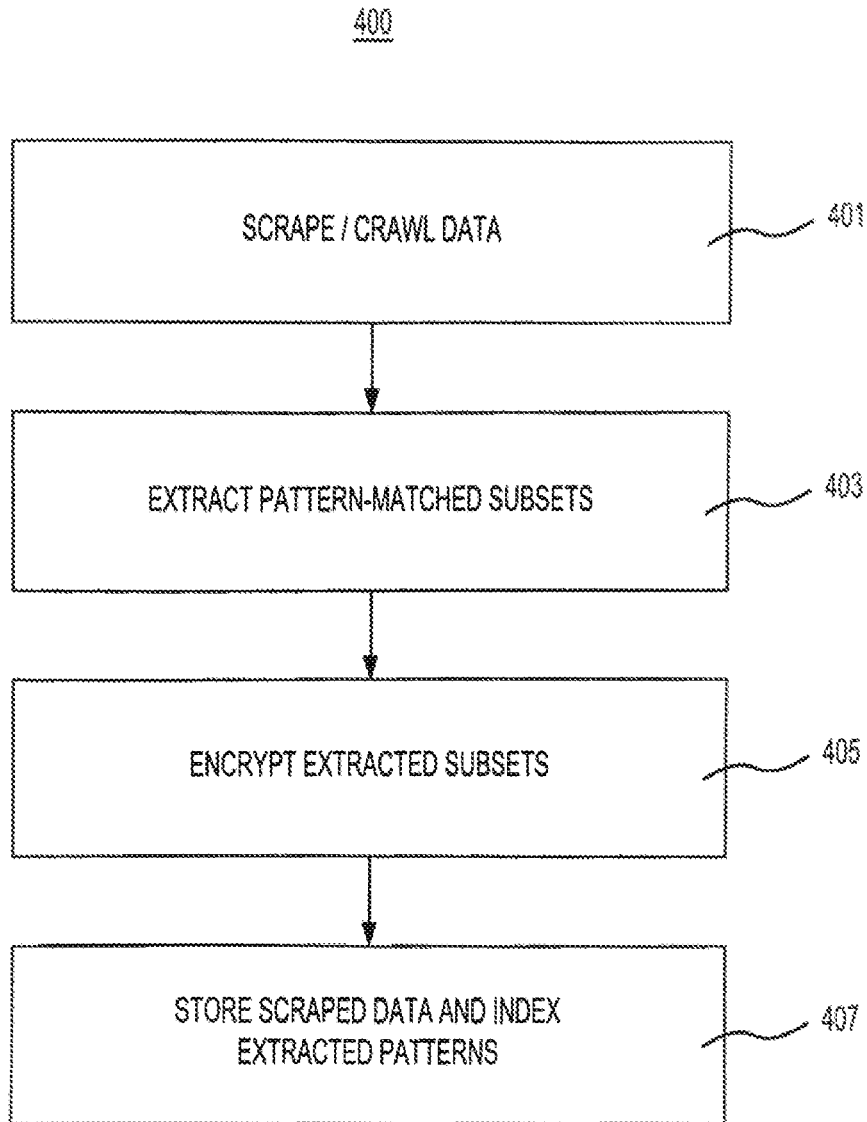 400
SCRAPE / CRAWL DATA
401
EXTRACT PATTERN-MATCHED SUBSETS
403
ENCRYPT EXTRACTED SUBSETS
405
STORE SCRAPED DATA AND INDEX
EXTRACTED PATTERNS
407